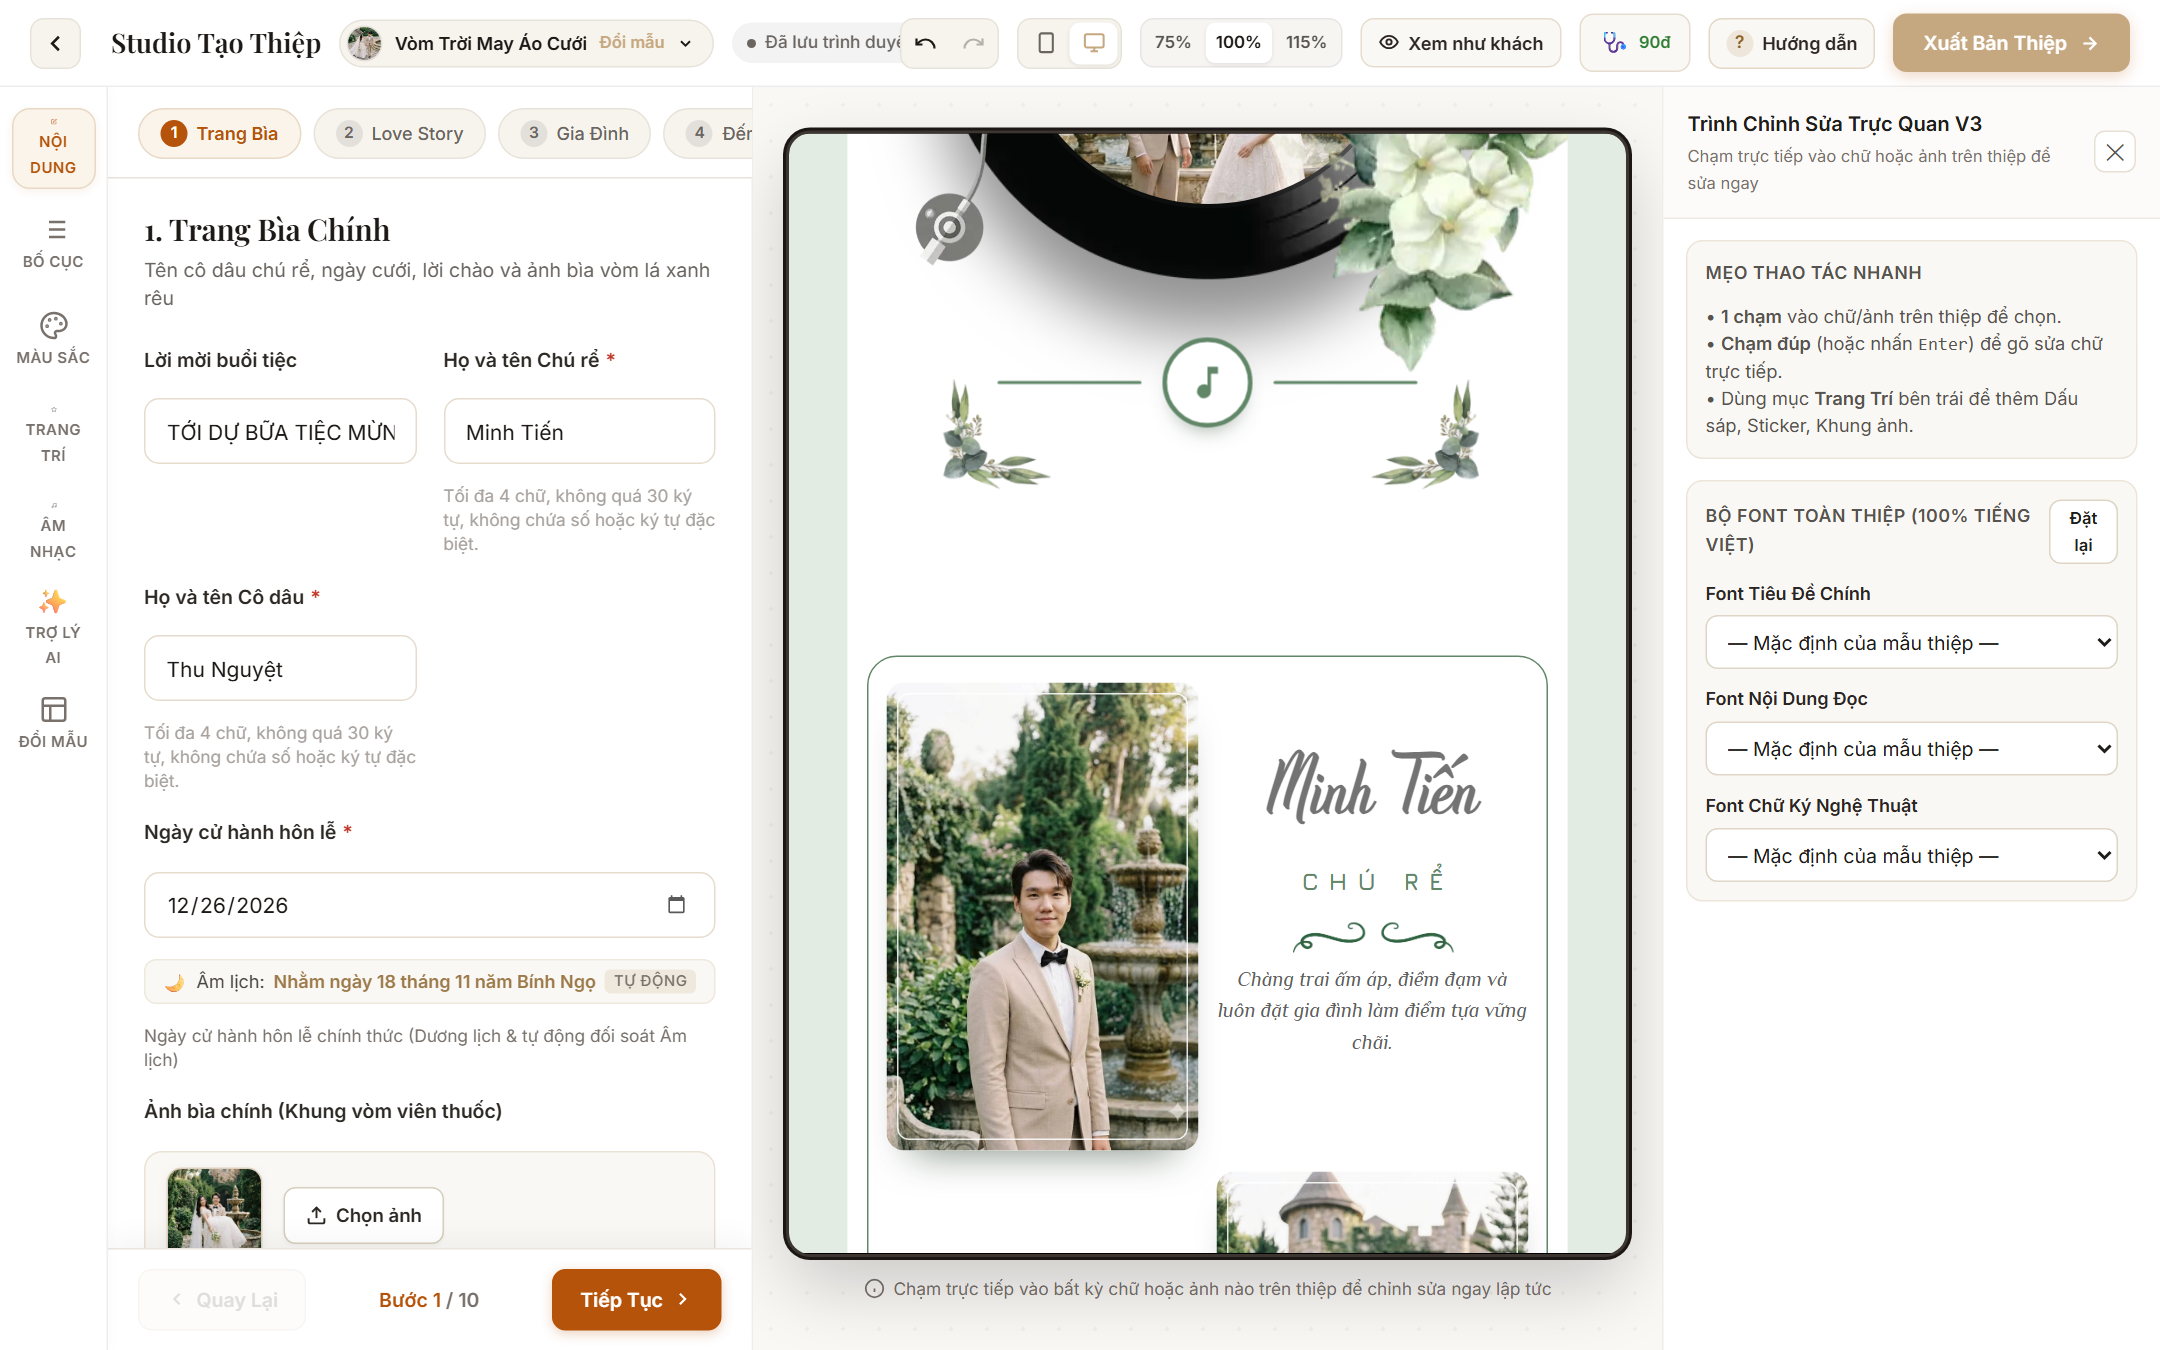 Studio Tạo Thiệp
Vòm Trời May Áo Cưới Đổi mẫu
Đã lưu trình duyệ
75% 100% 115%
Xem như khách
90đ
? Hướng dẫn
Xuất Bản Thiệp →
NỘI
DUNG
BỐ CỤC
MÀU SẮC
TRANG
TRÍ
ÂM
NHẠC
TRỢ LÝ
AI
ĐỔI MẪU
1 Trang Bìa
2 Love Story
3 Gia Đình
4
1. Trang Bìa Chính
Tên cô dâu chú rể, ngày cưới, lời chào và ảnh bìa vòm lá xanh
rêu
Lời mời buổi tiệc
TỚI DỰ BỮA TIỆC MỪN
Họ và tên Chú rể *
Minh Tiến
Tối đa 4 chữ, không quá 30 ký
tự, không chứa số hoặc ký tự đặc
biệt.
Họ và tên Cô dâu *
Thu Nguyệt
Tối đa 4 chữ, không quá 30 ký
tự, không chứa số hoặc ký tự đặc
biệt.
Ngày cử hành hôn lễ *
12/26/2026
Âm lịch: Nhằm ngày 18 tháng 11 năm Bính Ngọ TỰ ĐỘNG
Ngày cử hành hôn lễ chính thức (Dương lịch & tự động đối soát Âm
lịch)
Ảnh bìa chính (Khung vòm viên thuốc)
Chọn ảnh
Quay Lại
Bước 1 / 10
Tiếp Tục
Minh Tiến
CHÚ RỂ
Chàng trai ấm áp, điềm đạm và
luôn đặt gia đình làm điểm tựa vững
chãi.
Chạm trực tiếp vào bất kỳ chữ hoặc ảnh nào trên thiệp để chỉnh sửa ngay lập tức
Trình Chỉnh Sửa Trực Quan V3
Chạm trực tiếp vào chữ hoặc ảnh trên thiệp để
sửa ngay
MẸO THAO TÁC NHANH
• 1 chạm vào chữ/ảnh trên thiệp để chọn.
• Chạm đúp (hoặc nhấn Enter) để gõ sửa chữ
trực tiếp.
• Dùng mục Trang Trí bên trái để thêm Dấu
sáp, Sticker, Khung ảnh.
BỘ FONT TOÀN THIỆP (100% TIẾNG
VIỆT)
Đặt
lại
Font Tiêu Đề Chính
— Mặc định của mẫu thiệp —
Font Nội Dung Đọc
— Mặc định của mẫu thiệp —
Font Chữ Ký Nghệ Thuật
— Mặc định của mẫu thiệp —